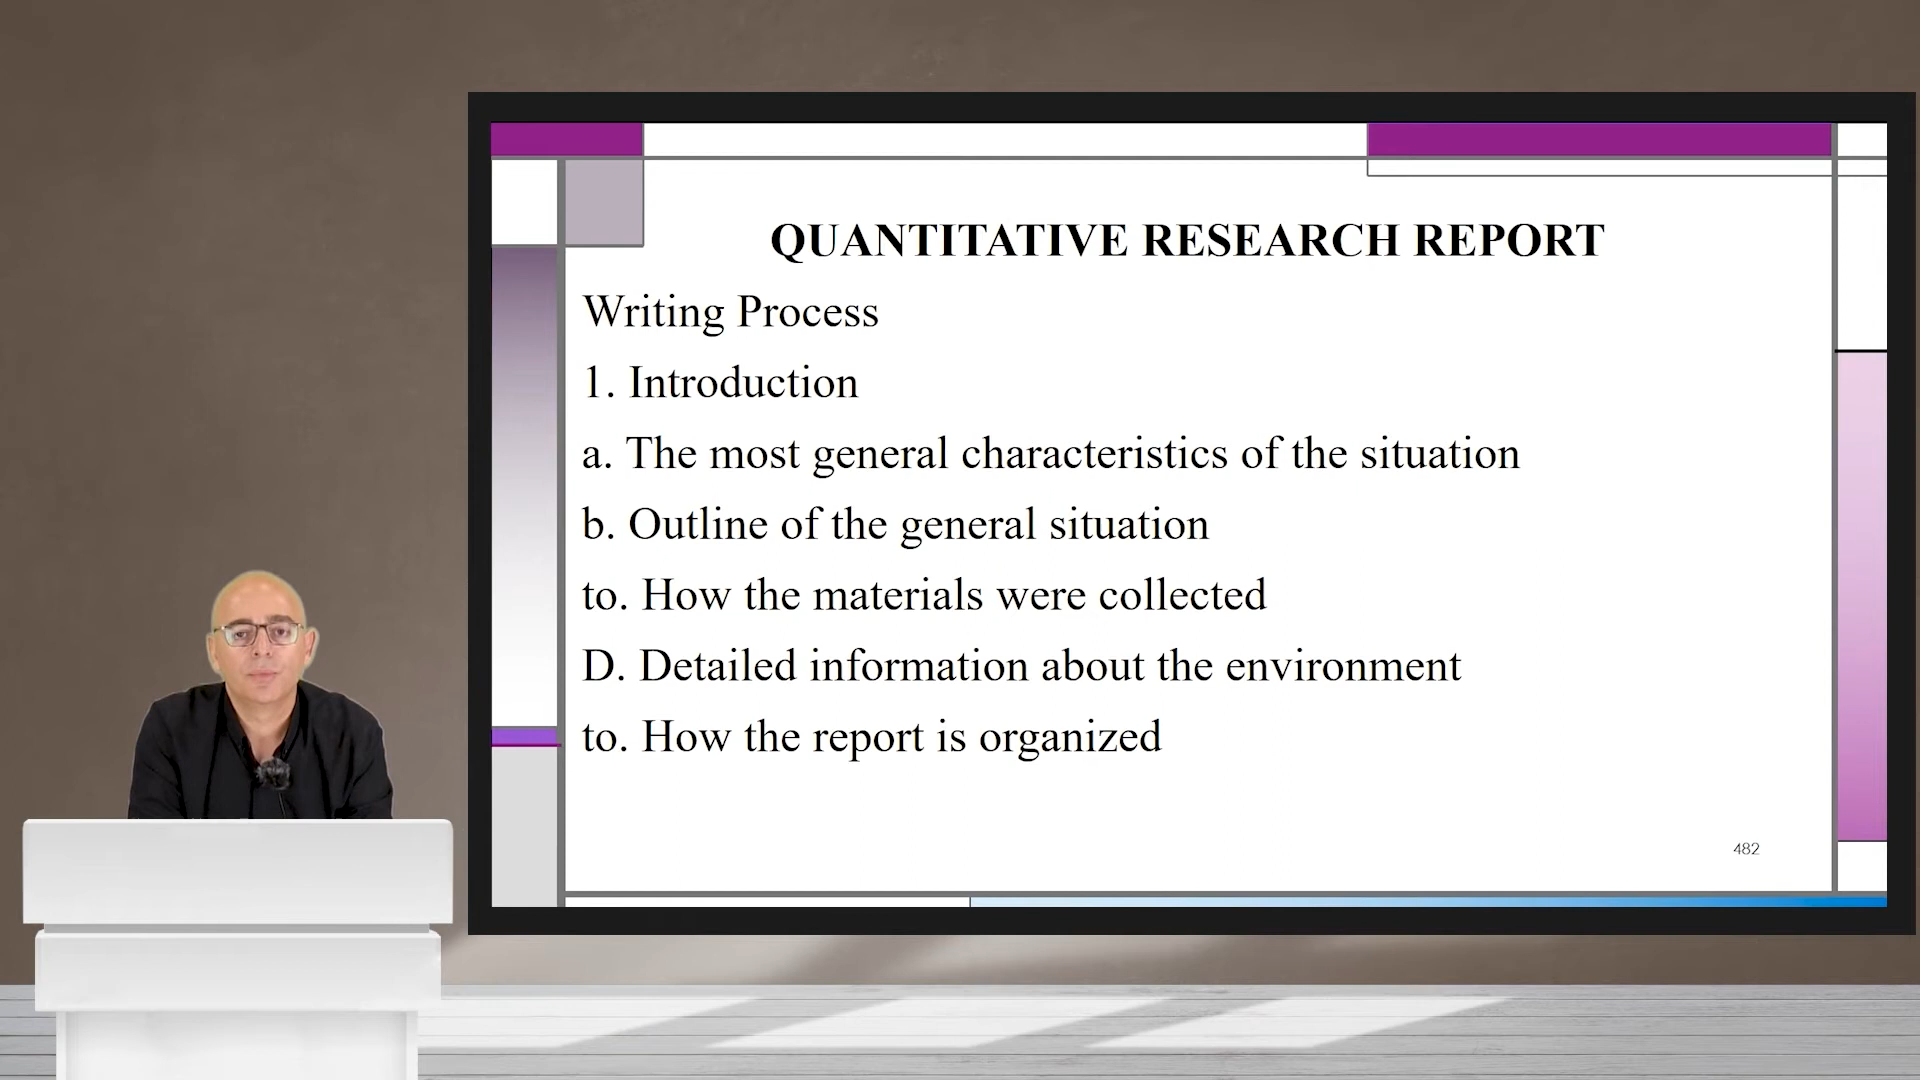 QUANTITATIVE RESEARCH REPORT
Writing Process
1. Introduction
a. The most general characteristics of the situation
b. Outline of the general situation
to. How the materials were collected
D. Detailed information about the environment
to. How the report is organized
482